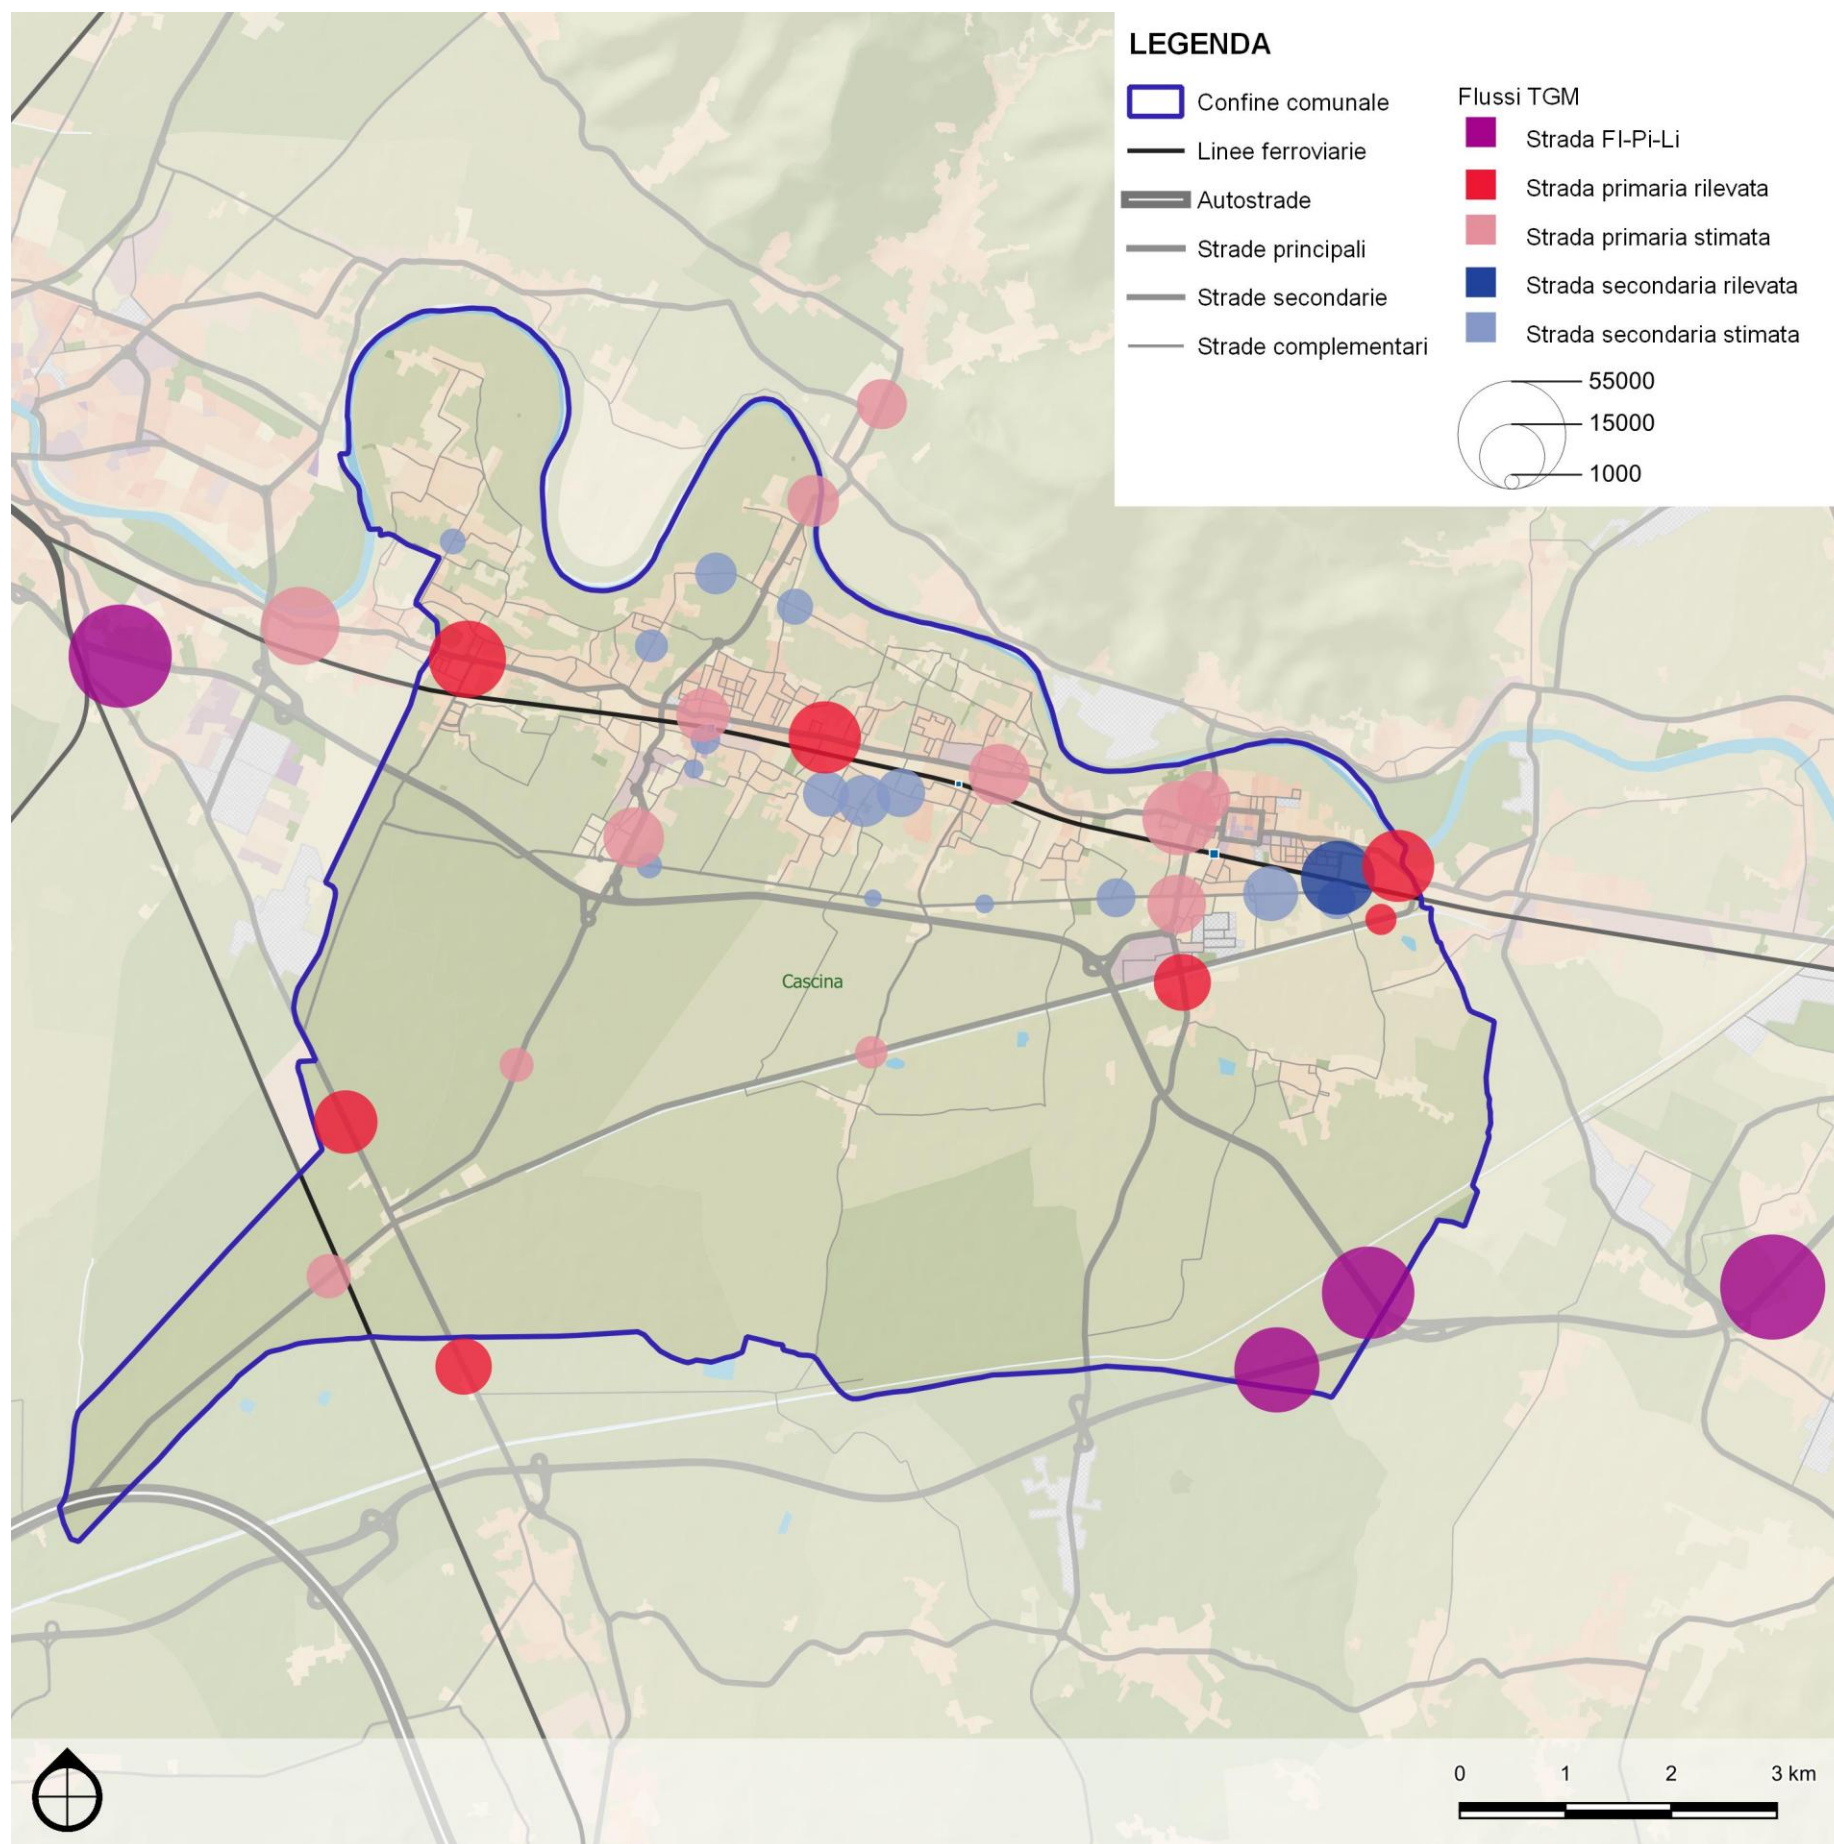 LEGENDA
Confine comunale
Linee ferroviarie
Autostrade
Strade principali
Strade secondarie
Strade complementari
Flussi TGM
Strada FI-Pi-Li
Strada primaria rilevata
Strada primaria stimata
Strada secondaria rilevata
Strada secondaria stimata
55000
15000
1000
Cascina
0 1 2 3 km